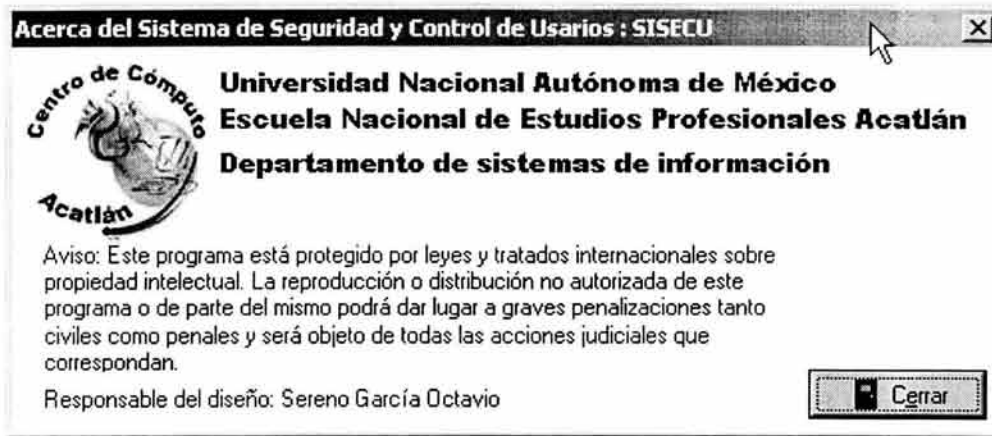 Acerca del Sistema de Seguridad y Control de Usarios : SISECU
Centro de Cómputo
Acatlán
Universidad Nacional Autónoma de México
Escuela Nacional de Estudios Profesionales Acatlán
Departamento de sistemas de información
Aviso: Este programa está protegido por leyes y tratados internacionales sobre
propiedad intelectual. La reproducción o distribución no autorizada de este
programa o de parte del mismo podrá dar lugar a graves penalizaciones tanto
civiles como penales y será objeto de todas las acciones judiciales que
correspondan.
Responsable del diseño: Sereno García Octavio
Cerrar